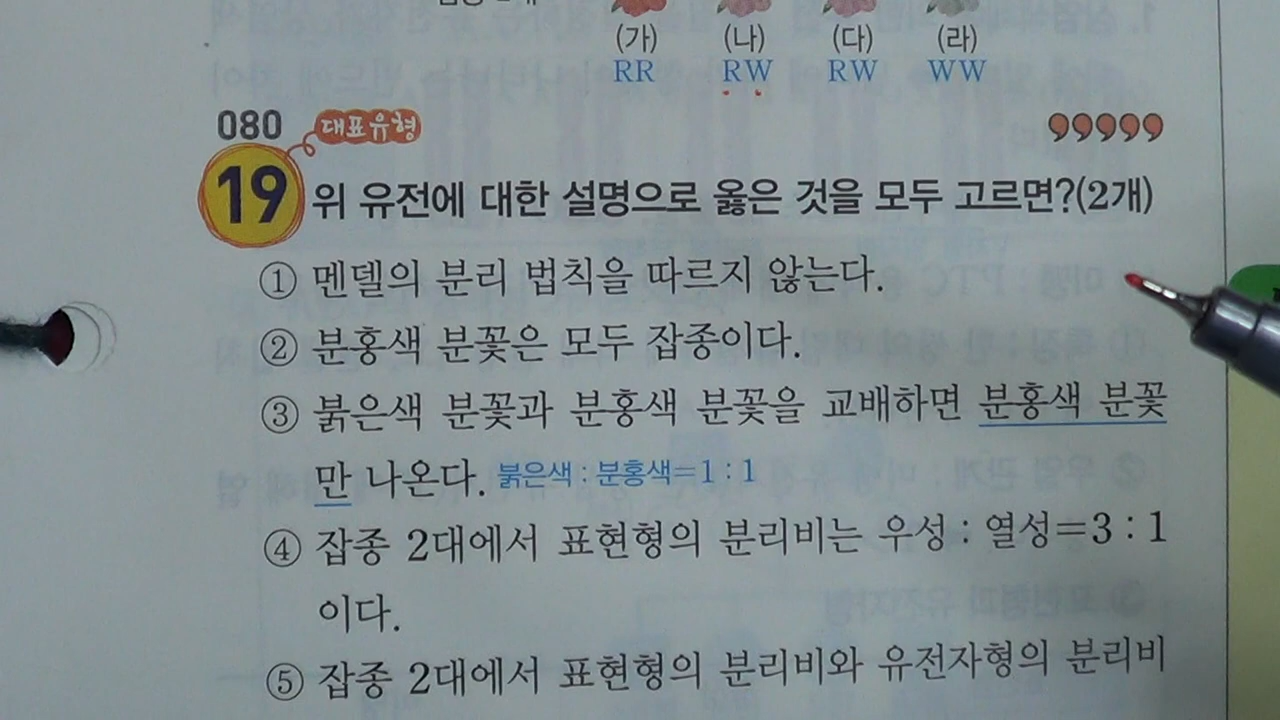 (가) (나) (다) (라)
RR RW RW WW
080 대표유형
19 위 유전에 대한 설명으로 옳은 것을 모두 고르면?(2개)
① 멘델의 분리 법칙을 따르지 않는다.
② 분홍색 분꽃은 모두 잡종이다.
③ 붉은색 분꽃과 분홍색 분꽃을 교배하면 분홍색 분꽃
만 나온다. 붉은색 : 분홍색=1 : 1
④ 잡종 2대에서 표현형의 분리비는 우성 : 열성=3 : 1
이다.
⑤ 잡종 2대에서 표현형의 분리비와 유전자형의 분리비